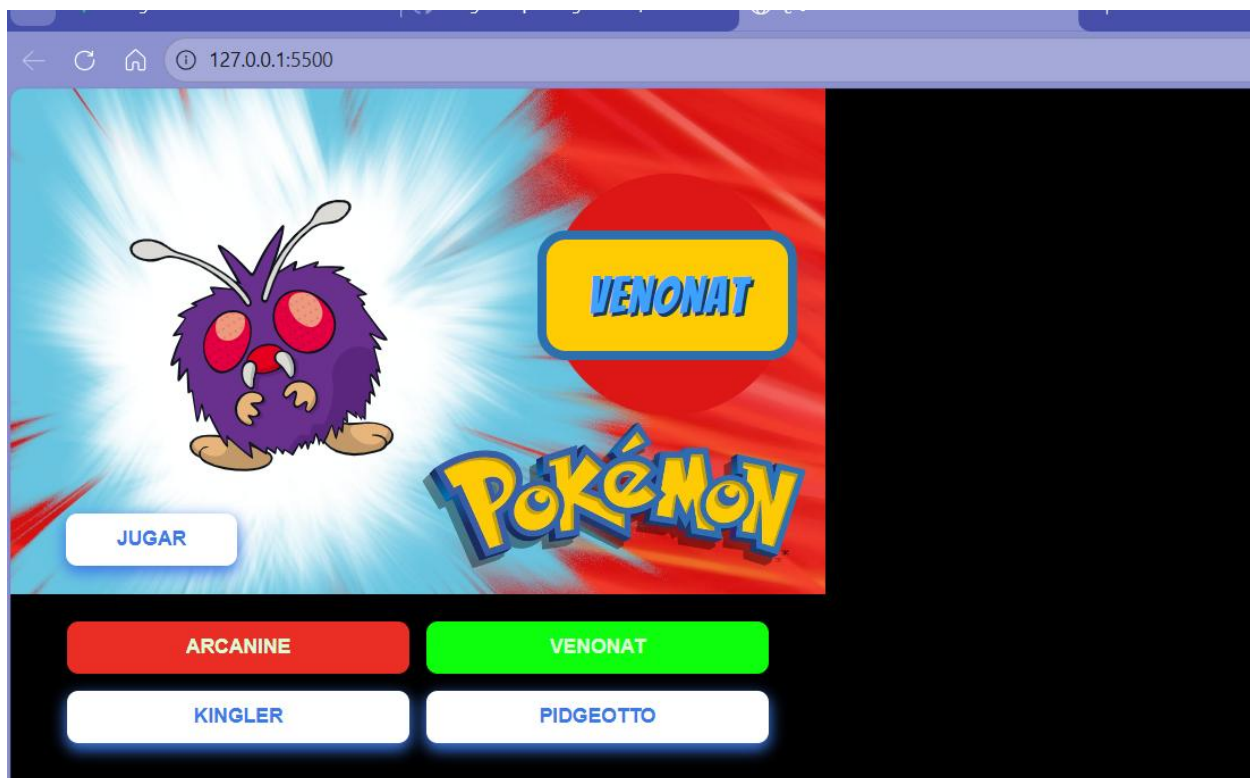 127.0.0.1:5500
VENONAT
POKéMON
JUGAR
ARCANINE
VENONAT
KINGLER
PIDGEOTTO